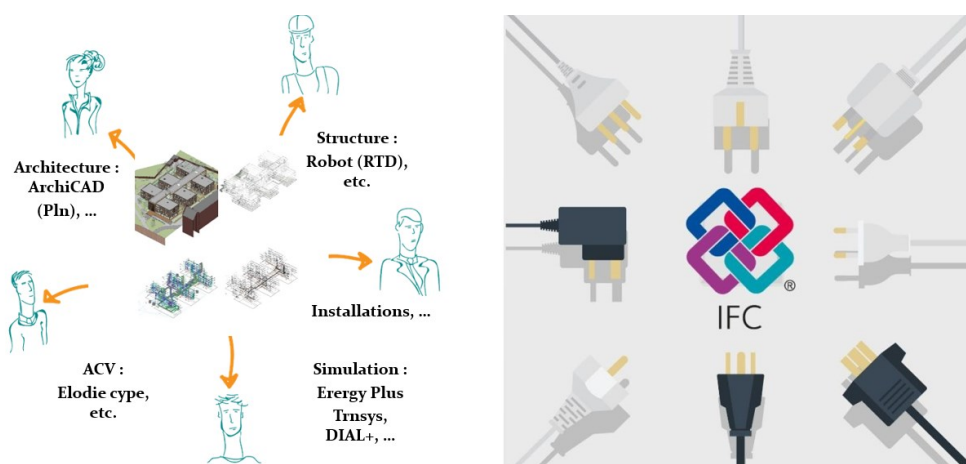 Architecture :
ArchiCAD
(Pln), ...
Structure :
Robot (RTD),
etc.
Installations, ...
ACV :
Elodie cype,
etc.
Simulation :
Erergy Plus
Trnsys,
DIAL+, ...
®
IFC